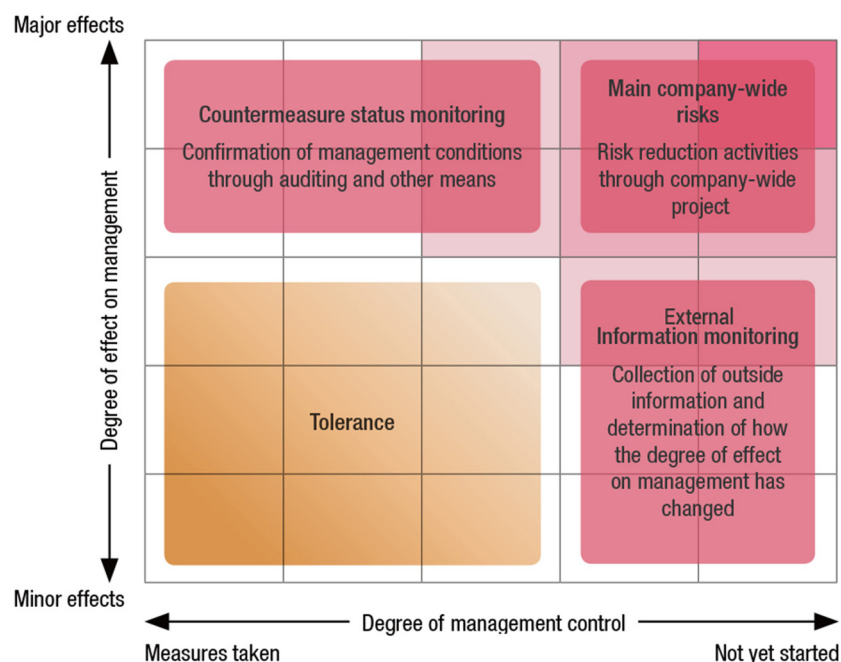 Major effects
Countermeasure status monitoring
Confirmation of management conditions
through auditing and other means
Main company-wide
risks
Risk reduction activities
through company-wide
project
Degree of effect on management
Tolerance
External
Information monitoring
Collection of outside
information and
determination of how
the degree of effect
on management has
changed
Minor effects
Degree of management control
Measures taken
Not yet started